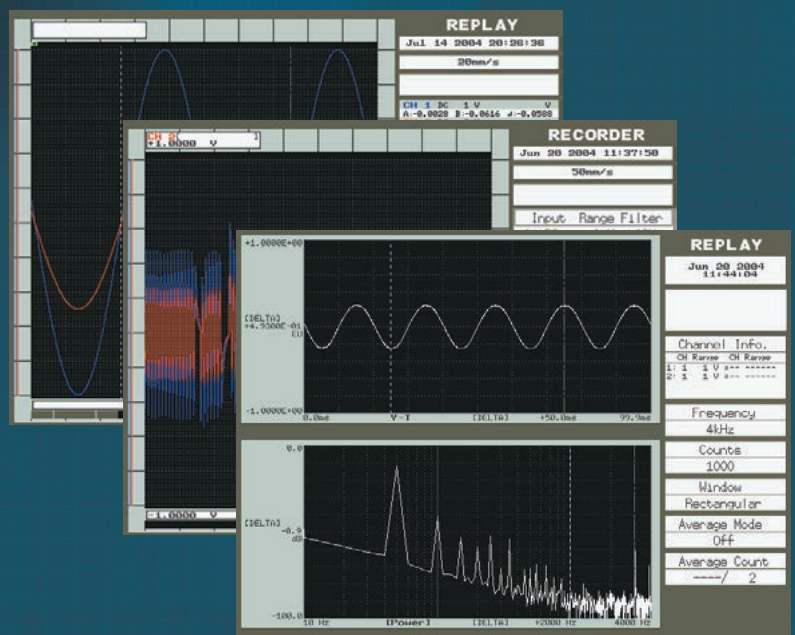 REPLAY
Jul 14 2004 20:26:36
20mm/s
CH 1 DC 1 V V
A:-0.0028 B:-0.0616 d:-0.0588
CH 2
+1.0000 V
RECORDER
Jun 20 2004 11:37:50
50mm/s
Input Range Filter
-1.0000 V
REPLAY
Jun 20 2004
11:44:04
Channel Info.
CH Range CH Range
1: 1 1 V :-- ------
2: 1 1 V :-- ------
Frequency
4kHz
Counts
1000
Window
Rectangular
Average Mode
Off
Average Count
----/ 2
+1.0000E+00
[DELTA]
+4.9300E-01
EU
-1.0000E+00
0.0ms Y-T [DELTA] +50.0ms 99.9ms
0.0
[DELTA]
-0.9
dB
-100.0
10 Hz [Power] [DELTA] +2000 Hz 4000 Hz